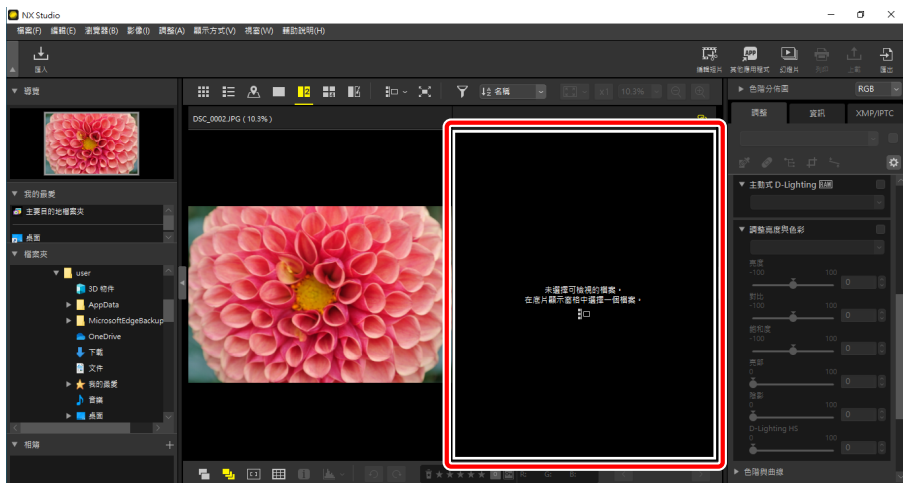 NX Studio
檔案(F) 編輯(E) 瀏覽器(B) 影像(I) 調整(A) 顯示方式(V) 視窗(W) 輔助說明(H)
匯入
編輯短片 其他應用程式 幻燈片 列印 上載 匯出
導覽
名稱
x1 10.3%
色階分佈圖 RGB
DSC_0002.JPG ( 10.3% )
調整 資訊 XMP/IPTC
我的最愛
主要目的地檔案夾
桌面
檔案夾
user
3D 物件
AppData
MicrosoftEdgeBackup
OneDrive
下載
文件
我的最愛
音樂
桌面
相簿
未選擇可檢視的檔案。
在底片顯示窗格中選擇一個檔案。
主動式 D-Lighting RAW
調整亮度與色彩
亮度
-100 100
0
對比
-100 100
0
飽和度
-100 100
0
亮部
0 100
0
陰影
0 100
0
D-Lighting HS
0 100
0
色階與曲線
R: G: B: